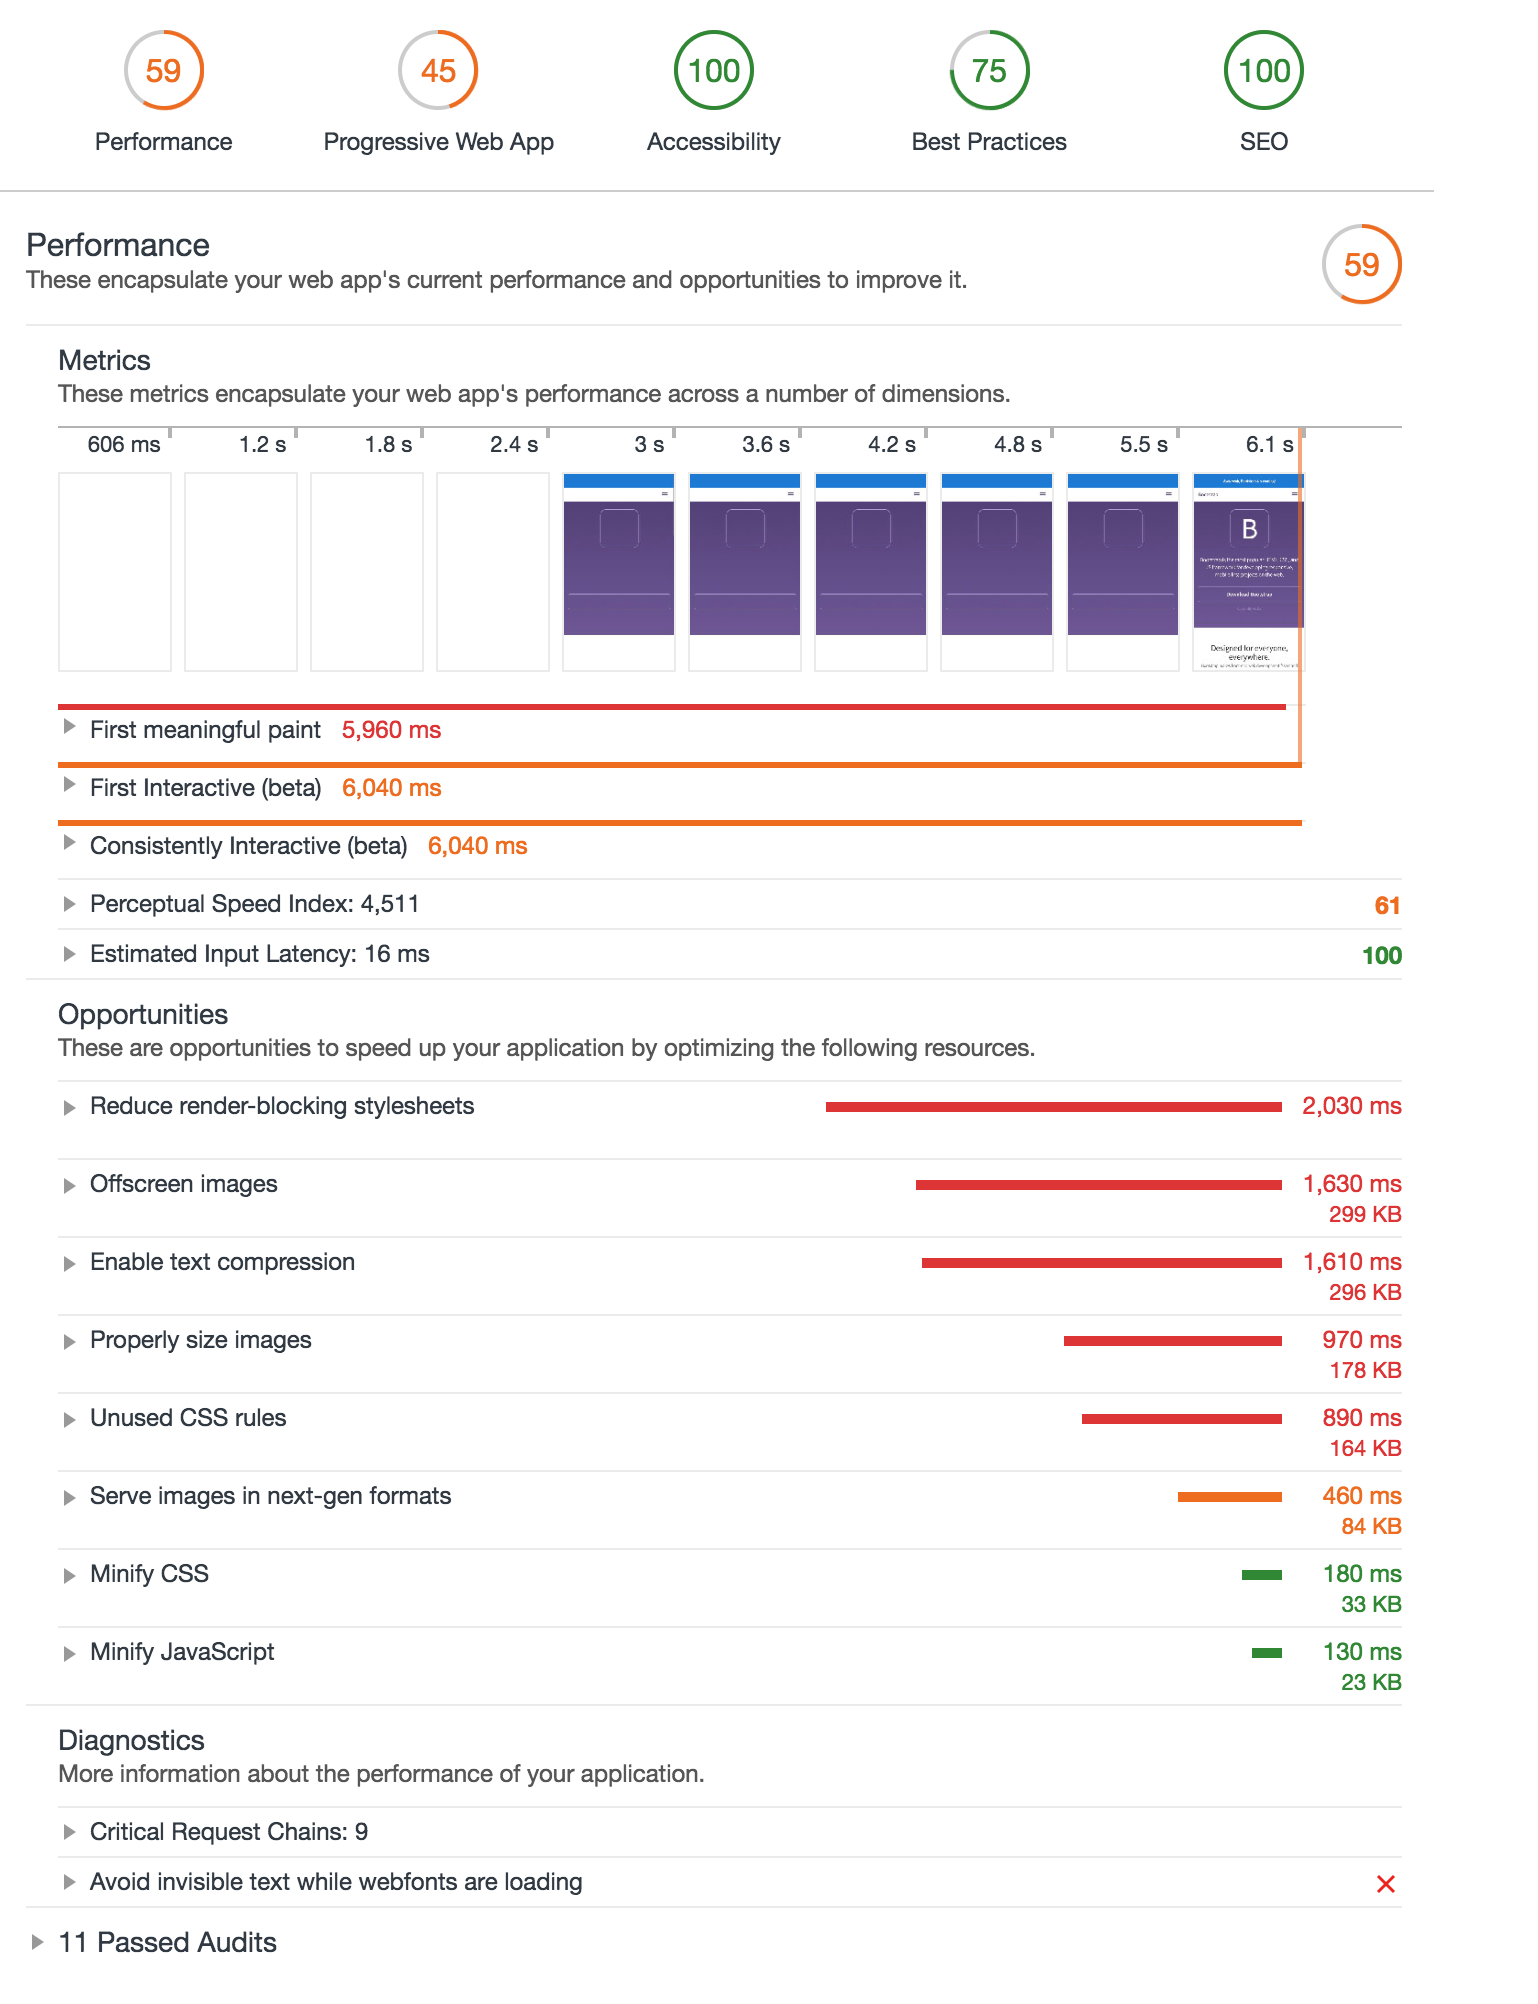 59
45
100
75
100
Performance
Progressive Web App
Accessibility
Best Practices
SEO
Performance
These encapsulate your web app's current performance and opportunities to improve it.
59
Metrics
These metrics encapsulate your web app's performance across a number of dimensions.
606 ms
1.2 s
1.8 s
2.4 s
3 s
3.6 s
4.2 s
4.8 s
5.5 s
6.1 s
B
Designed for everyone,
everywhere.
First meaningful paint 5,960 ms
First Interactive (beta) 6,040 ms
Consistently Interactive (beta) 6,040 ms
Perceptual Speed Index: 4,511 61
Estimated Input Latency: 16 ms 100
Opportunities
These are opportunities to speed up your application by optimizing the following resources.
Reduce render-blocking stylesheets 2,030 ms
Offscreen images 1,630 ms
299 KB
Enable text compression 1,610 ms
296 KB
Properly size images 970 ms
178 KB
Unused CSS rules 890 ms
164 KB
Serve images in next-gen formats 460 ms
84 KB
Minify CSS 180 ms
33 KB
Minify JavaScript 130 ms
23 KB
Diagnostics
More information about the performance of your application.
Critical Request Chains: 9
Avoid invisible text while webfonts are loading
11 Passed Audits